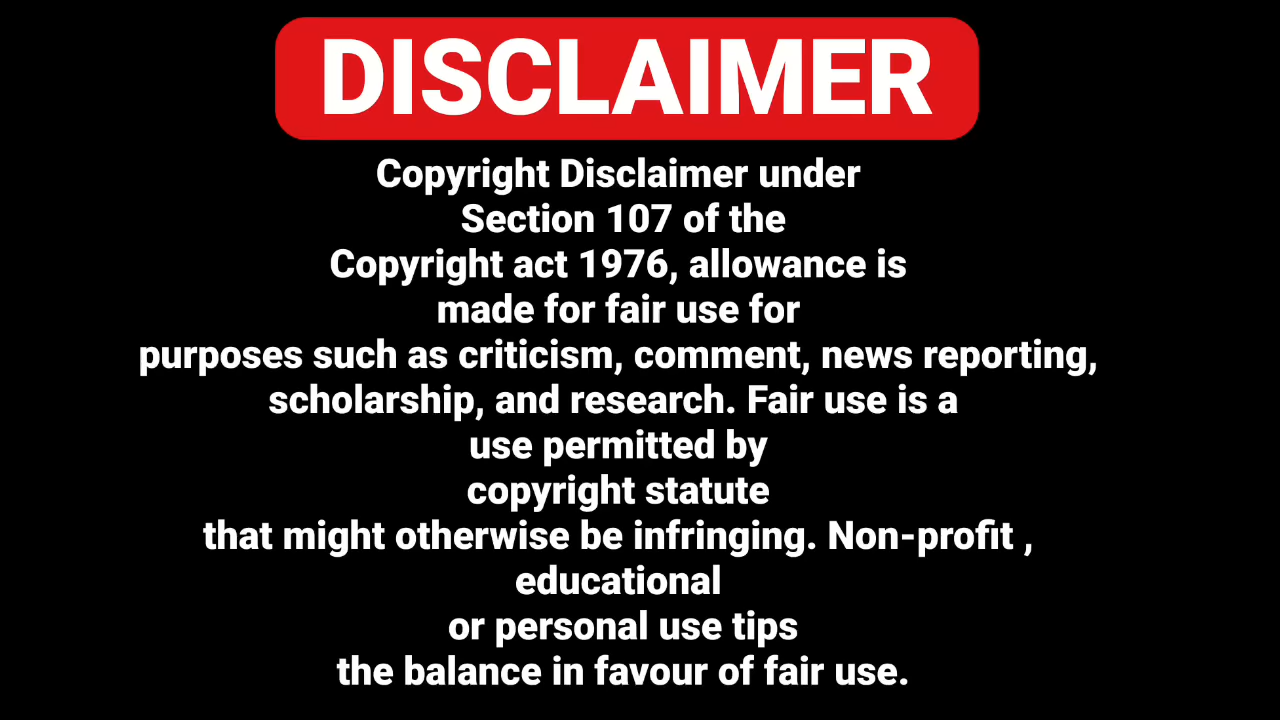 DISCLAIMER
Copyright Disclaimer under
Section 107 of the
Copyright act 1976, allowance is
made for fair use for
purposes such as criticism, comment, news reporting,
scholarship, and research. Fair use is a
use permitted by
copyright statute
that might otherwise be infringing. Non-profit ,
educational
or personal use tips
the balance in favour of fair use.